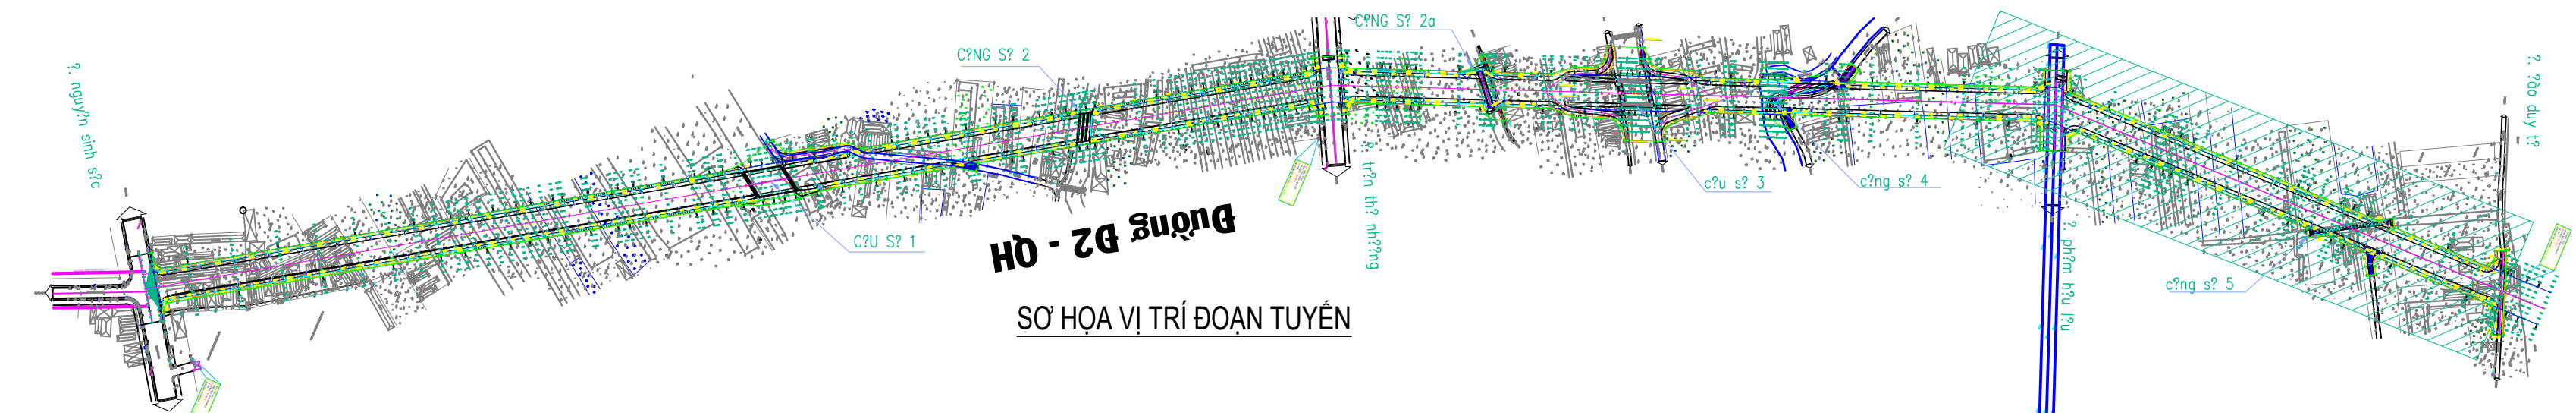 ?. nguy?n sinh s?c
C?U S? 1
C?NG S? 2
Đường Đ2 - QH
SƠ HỌA VỊ TRÍ ĐOẠN TUYẾN
C?NG S? 2a
?. tr?n th? nh??ng
c?u s? 3
c?ng s? 4
?. ph?m h?u l?u
c?ng s? 5
?. ?ào duy t?